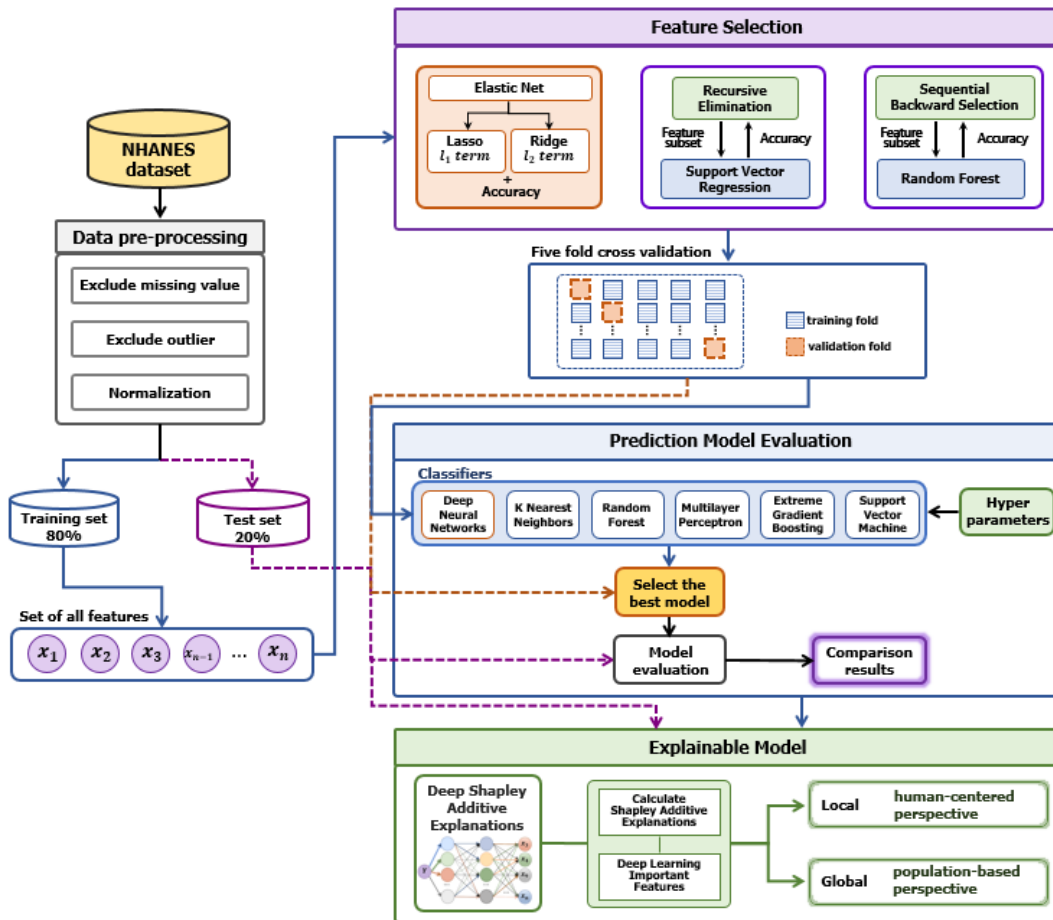 Feature Selection
Elastic Net
Lasso
l₁ term
Ridge
l₂ term
+
Accuracy
Recursive
Elimination
Feature
subset
Accuracy
Support Vector
Regression
Sequential
Backward Selection
Feature
subset
Accuracy
Random Forest
NHANES
dataset
Data pre-processing
Exclude missing value
Exclude outlier
Normalization
Training set
80%
Test set
20%
Set of all features
x₁ x₂ x₃ xₙ₋₁ ... xₙ
Five fold cross validation
training fold
validation fold
Prediction Model Evaluation
Classifiers
Deep
Neural
Networks
K Nearest
Neighbors
Random
Forest
Multilayer
Perceptron
Extreme
Gradient
Boosting
Support
Vector
Machine
Hyper
parameters
Select the
best model
Model
evaluation
Comparison
results
Explainable Model
Deep Shapley
Additive
Explanations
Calculate
Shapley Additive
Explanations
Deep Learning
Important
Features
Local human-centered
perspective
Global population-based
perspective